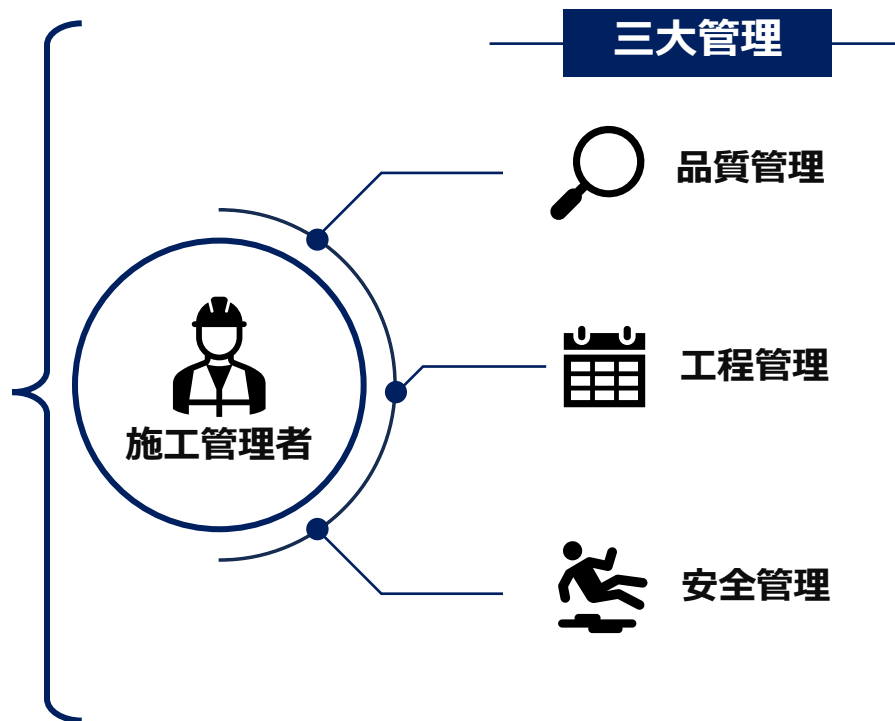 三大管理
品質管理
工程管理
施工管理者
安全管理